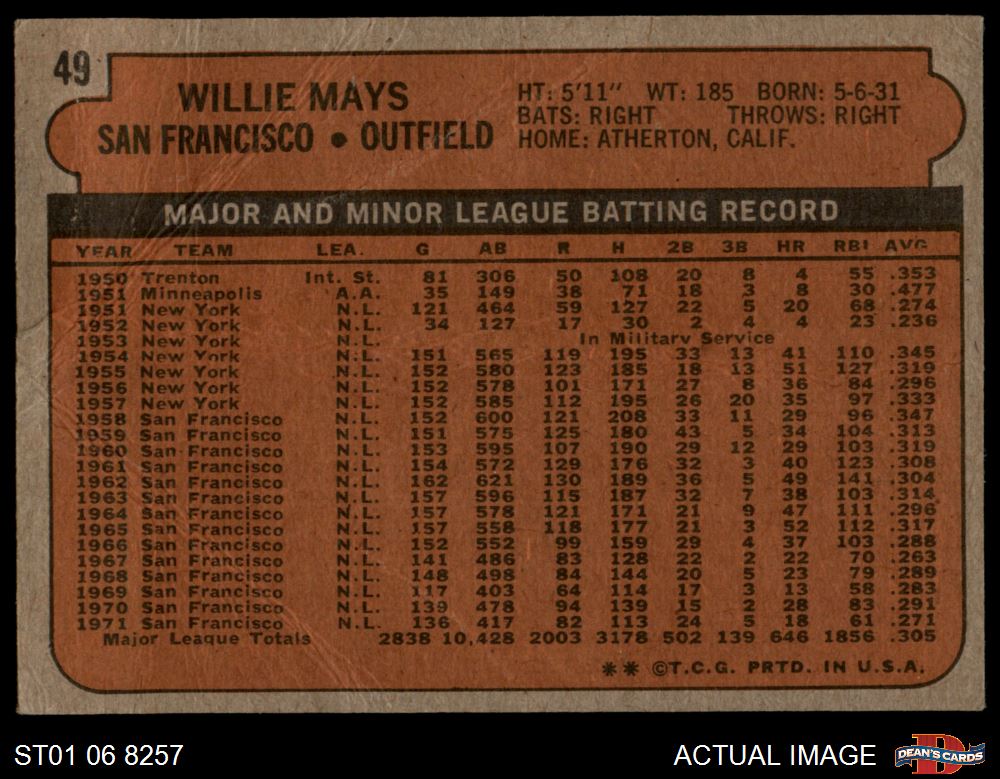 49
WILLIE MAYS
SAN FRANCISCO • OUTFIELD
HT: 5'11" WT: 185 BORN: 5-6-31
BATS: RIGHT THROWS: RIGHT
HOME: ATHERTON, CALIF.
MAJOR AND MINOR LEAGUE BATTING RECORD
YEAR TEAM LEA. G AB R H 2B 3B HR RBI AVG
1950 Trenton Int. St. 81 306 50 108 20 8 4 55 .353
1951 Minneapolis A.A. 35 149 38 71 18 3 8 30 .477
1951 New York N.L. 121 464 59 127 22 5 20 68 .274
1952 New York N.L. 34 127 17 30 2 4 4 23 .236
1953 New York N.L. In Military Service
1954 New York N.L. 151 565 119 195 33 13 41 110 .345
1955 New York N.L. 152 580 123 185 18 13 51 127 .319
1956 New York N.L. 152 578 101 171 27 8 36 84 .296
1957 New York N.L. 152 585 112 195 26 20 35 97 .333
1958 San Francisco N.L. 152 600 121 208 33 11 29 96 .347
1959 San Francisco N.L. 151 575 125 180 43 5 34 104 .313
1960 San Francisco N.L. 153 595 107 190 29 12 29 103 .319
1961 San Francisco N.L. 154 572 129 176 32 3 40 123 .308
1962 San Francisco N.L. 162 621 130 189 36 5 49 141 .304
1963 San Francisco N.L. 157 596 115 187 32 7 38 103 .314
1964 San Francisco N.L. 157 578 121 171 21 9 47 111 .296
1965 San Francisco N.L. 157 558 118 177 21 3 52 112 .317
1966 San Francisco N.L. 152 552 99 159 29 4 37 103 .288
1967 San Francisco N.L. 141 486 83 128 22 2 22 70 .263
1968 San Francisco N.L. 148 498 84 144 20 5 23 79 .289
1969 San Francisco N.L. 117 403 64 114 17 3 13 58 .283
1970 San Francisco N.L. 139 478 94 139 15 2 28 83 .291
1971 San Francisco N.L. 136 417 82 113 24 5 18 61 .271
Major League Totals 2838 10,428 2003 3178 502 139 646 1856 .305
** ©T.C.G. PRTD. IN U.S.A.
ST01 06 8257
ACTUAL IMAGE
DEAN'S CARDS